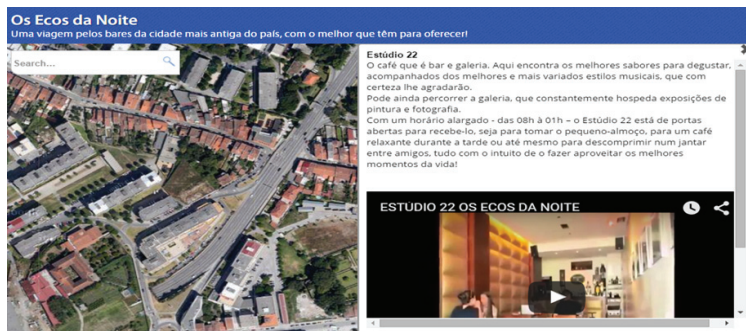 Os Ecos da Noite
Uma viagem pelos bares da cidade mais antiga do país, com o melhor que têm para oferecer!
Search...
Estúdio 22
O café que é bar e galeria. Aqui encontra os melhores sabores para degustar,
acompanhados dos melhores e mais variados estilos musicais, que com
certeza lhe agradarão.
Pode ainda percorrer a galeria, que constantemente hospeda exposições de
pintura e fotografia.
Com um horário alargado - das 08h à 01h – o Estúdio 22 está de portas
abertas para recebe-lo, seja para tomar o pequeno-almoço, para um café
relaxante durante a tarde ou até mesmo para descomprimir num jantar
entre amigos, tudo com o intuito de o fazer aproveitar os melhores
momentos da vida!
ESTÚDIO 22 OS ECOS DA NOITE